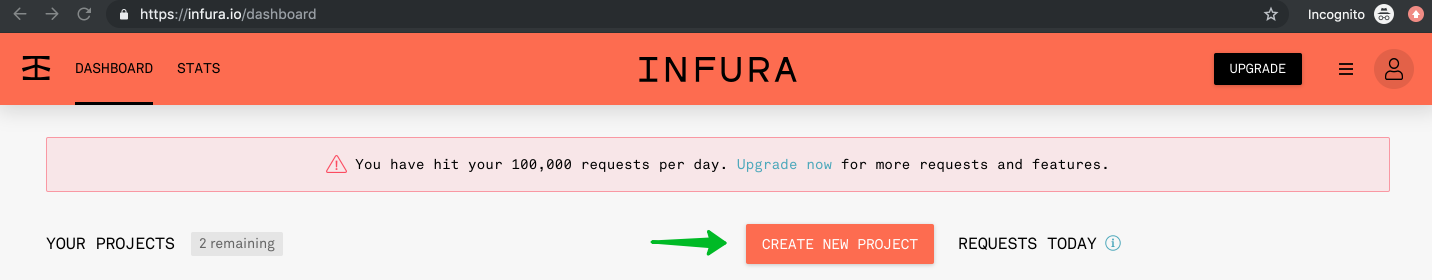 https://infura.io/dashboard
Incognito
DASHBOARD STATS INFURA UPGRADE
You have hit your 100,000 requests per day. Upgrade now for more requests and features.
YOUR PROJECTS 2 remaining CREATE NEW PROJECT REQUESTS TODAY